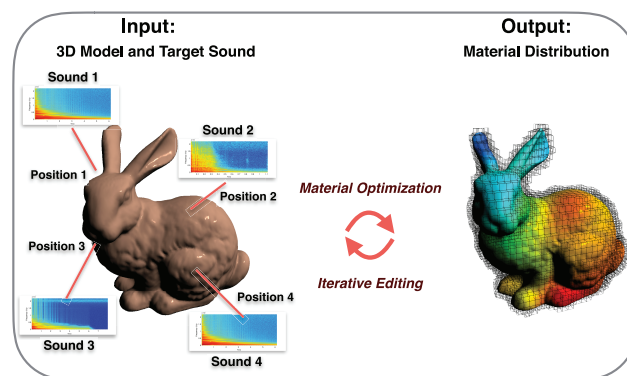 Input:
3D Model and Target Sound
Sound 1
Sound 2
Position 1
Position 2
Position 3
Position 4
Sound 3
Sound 4
Material Optimization
Iterative Editing
Output:
Material Distribution